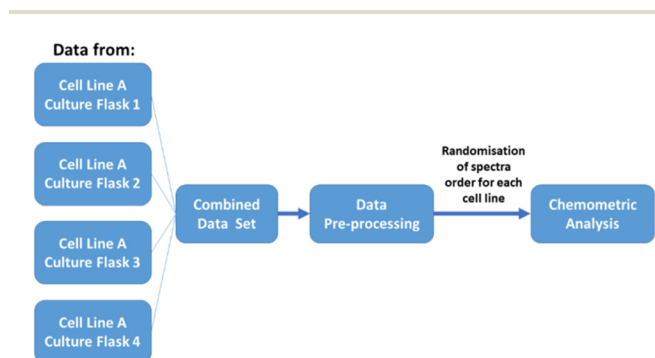 Data from:
Cell Line A
Culture Flask 1
Cell Line A
Culture Flask 2
Cell Line A
Culture Flask 3
Cell Line A
Culture Flask 4
Combined
Data Set
Data
Pre-processing
Randomisation
of spectra
order for each
cell line
Chemometric
Analysis